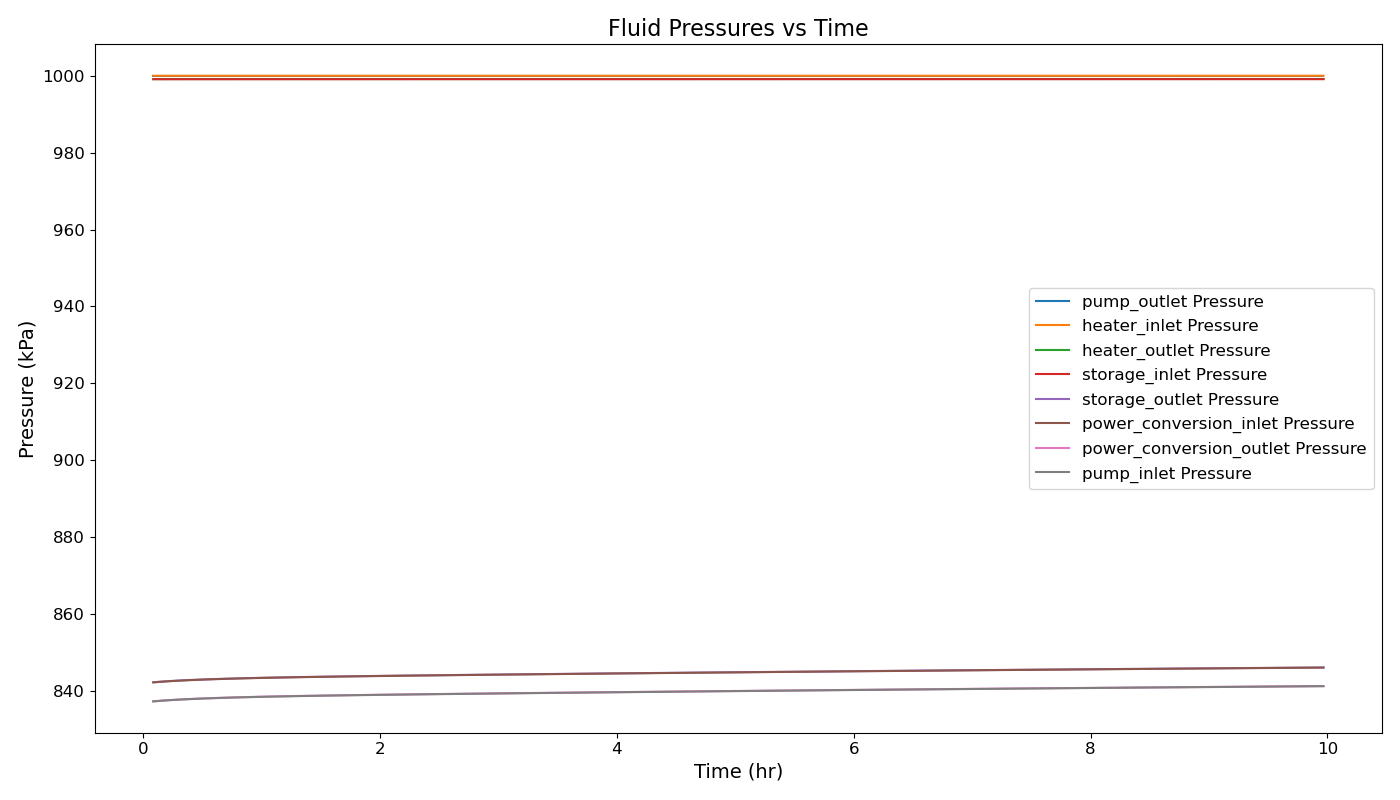 Fluid Pressures vs Time
1000
980
960
940
920
900
880
860
840
Pressure (kPa)
pump_outlet Pressure
heater_inlet Pressure
heater_outlet Pressure
storage_inlet Pressure
storage_outlet Pressure
power_conversion_inlet Pressure
power_conversion_outlet Pressure
pump_inlet Pressure
0 2 4 6 8 10
Time (hr)